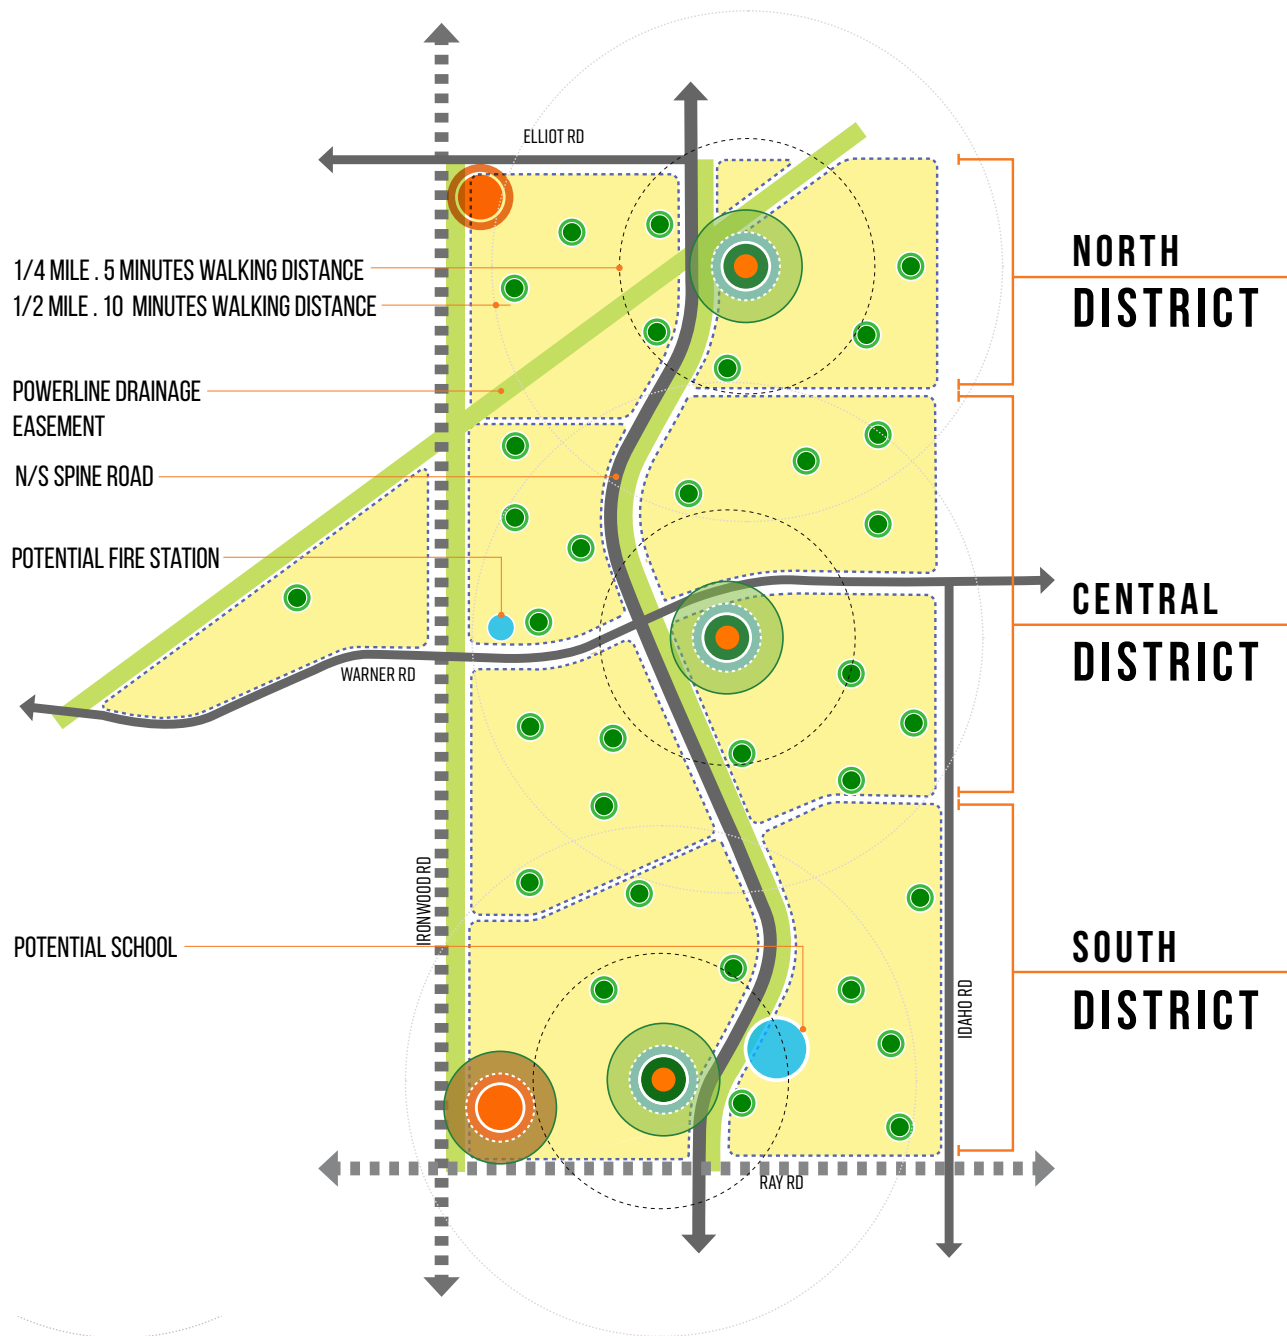 ELLIOT RD
NORTH
DISTRICT
1/4 MILE . 5 MINUTES WALKING DISTANCE
1/2 MILE . 10 MINUTES WALKING DISTANCE
POWERLINE DRAINAGE
EASEMENT
N/S SPINE ROAD
POTENTIAL FIRE STATION
CENTRAL
DISTRICT
WARNER RD
IRONWOOD RD
POTENTIAL SCHOOL
SOUTH
DISTRICT
IDAHO RD
RAY RD